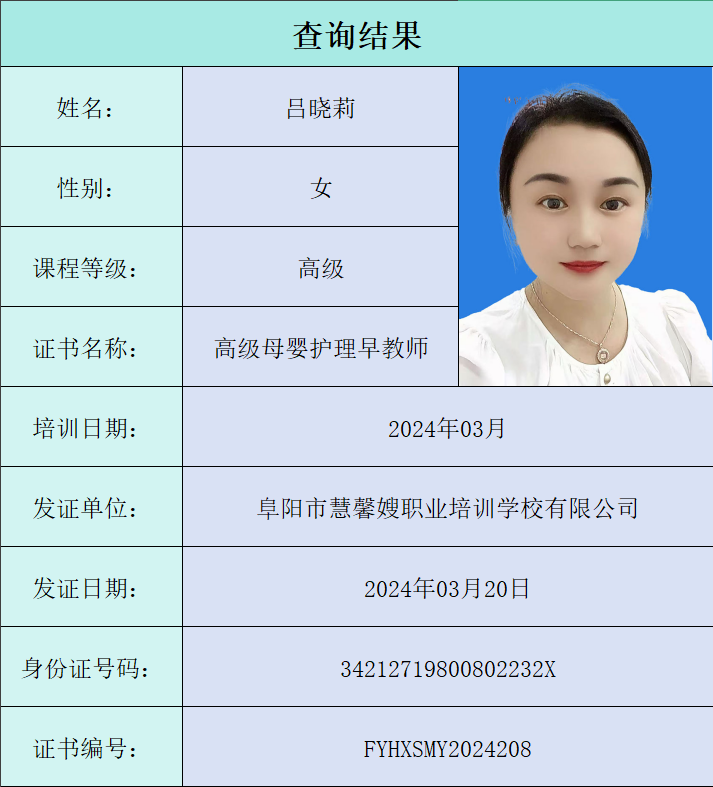 查询结果
姓名： 吕晓莉
性别： 女
课程等级： 高级
证书名称： 高级母婴护理早教师
培训日期： 2024年03月
发证单位： 阜阳市慧馨嫂职业培训学校有限公司
发证日期： 2024年03月20日
身份证号码： 34212719800802232X
证书编号： FYHXSMY2024208